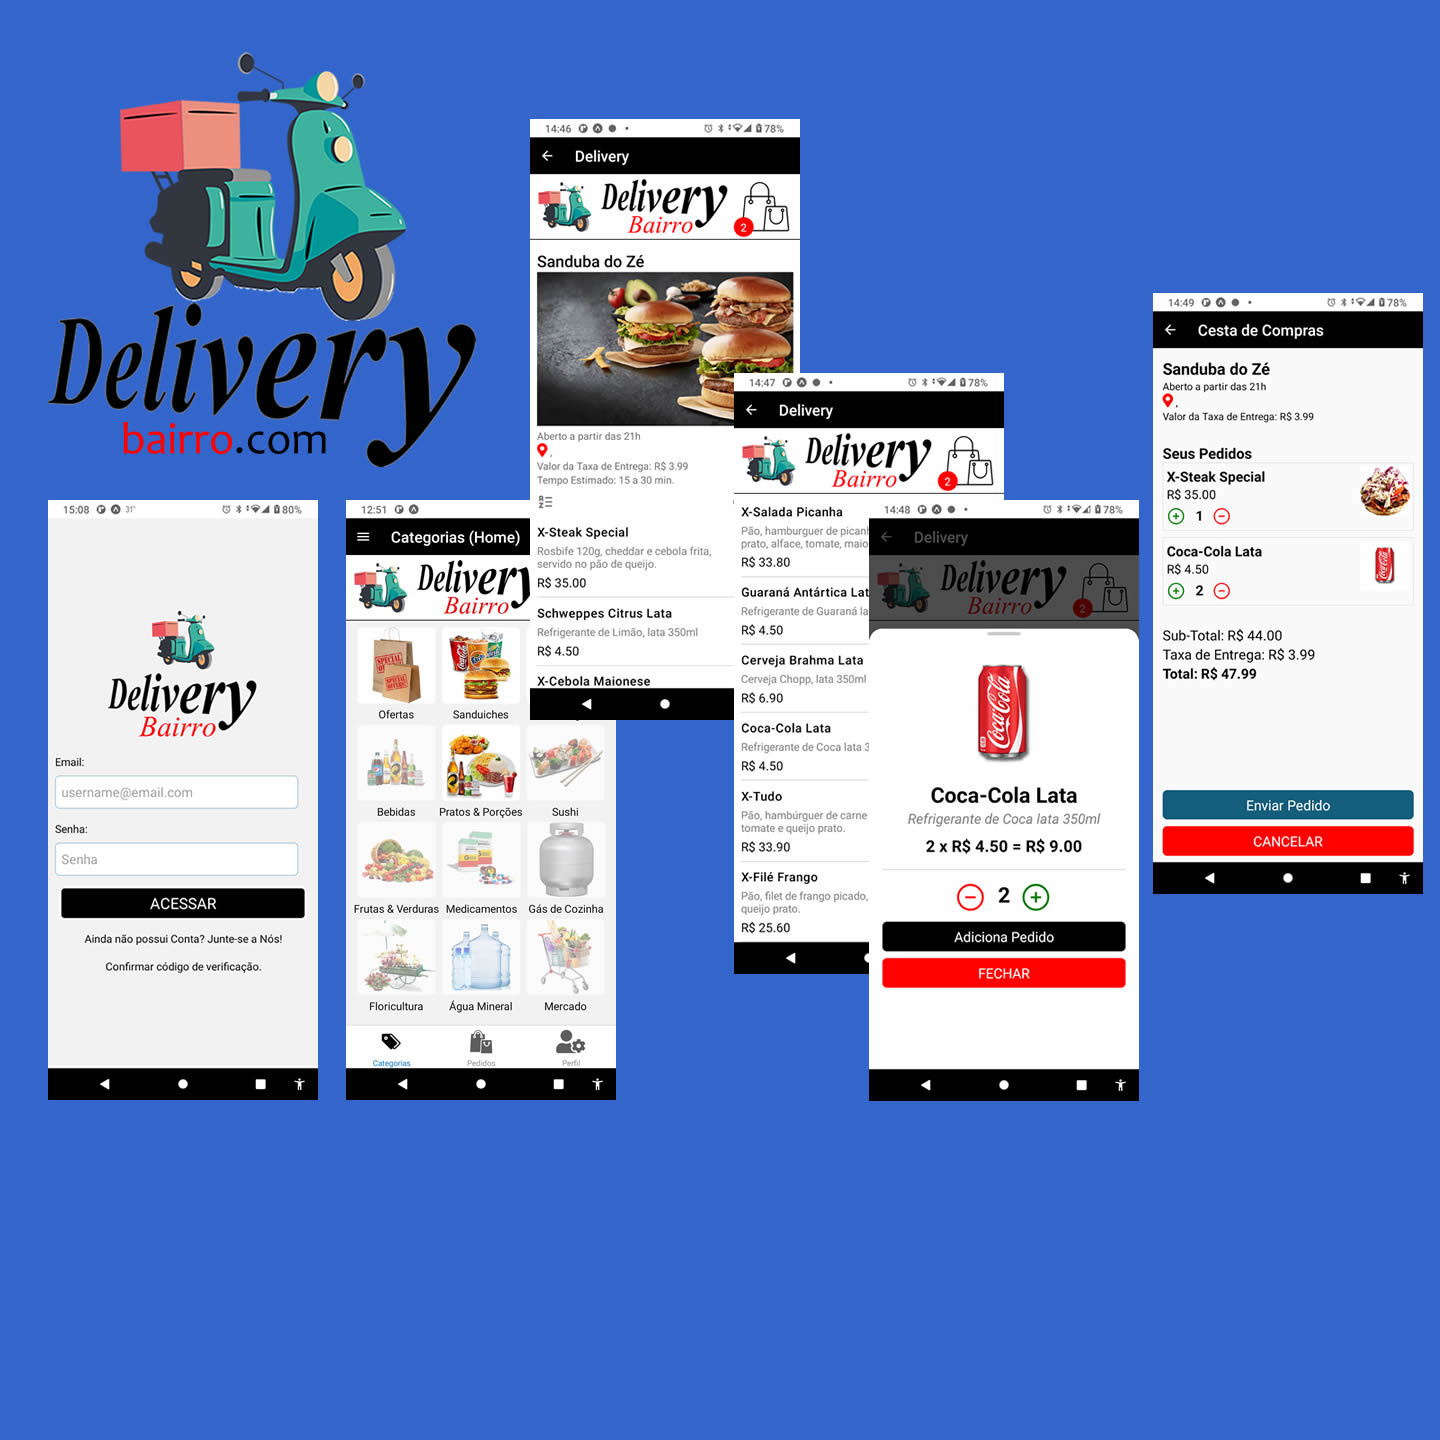 Delivery
bairro.com
15:08 31° 80%
Delivery
Bairro
Email:
username@email.com
Senha:
Senha
ACESSAR
Ainda não possui Conta? Junte-se a Nós!
Confirmar código de verificação.
12:51
Categorias (Home)
Delivery
Bairro
SPECIAL
SPECIAL
OFFERS
Ofertas
Coca-Cola
Fanta
Sanduiches
Bebidas
Pratos & Porções
Sushi
Frutas & Verduras
Medicamentos
Gás de Cozinha
Floricultura
Água Mineral
Mercado
Categorias
Pedidos
Perfil
14:46 78%
Delivery
Delivery
Bairro
2
Sanduba do Zé
Aberto a partir das 21h
,
Valor da Taxa de Entrega: R$ 3.99
Tempo Estimado: 15 a 30 min.
X-Steak Special
Rosbife 120g, cheddar e cebola frita,
servido no pão de queijo.
R$ 35.00
Schweppes Citrus Lata
Refrigerante de Limão, lata 350ml
R$ 4.50
X-Cebola Maionese
14:47 78%
Delivery
Delivery
Bairro
2
X-Salada Picanha
Pão, hamburguer de
prato, alface, tomate,
R$ 33.80
Guaraná Antártica Lat
Refrigerante de Guaraná la
R$ 4.50
Cerveja Brahma Lata
Cerveja Chopp, lata 350ml
R$ 6.90
Coca-Cola Lata
Refrigerante de Coca lata 3
R$ 4.50
X-Tudo
Pão, hambúrguer de carne
tomate e queijo prato.
R$ 33.90
X-Filé Frango
Pão, filet de frango picado,
queijo prato.
R$ 25.60
14:48 78%
Delivery
Delivery
Bairro
2
Coca-Cola
Coca-Cola Lata
Refrigerante de Coca lata 350ml
2 x R$ 4.50 = R$ 9.00
2
Adiciona Pedido
FECHAR
14:49 78%
Cesta de Compras
Sanduba do Zé
Aberto a partir das 21h
,
Valor da Taxa de Entrega: R$ 3.99
Seus Pedidos
X-Steak Special
R$ 35.00
1
Coca-Cola Lata
R$ 4.50
2
Coca-Cola
Sub-Total: R$ 44.00
Taxa de Entrega: R$ 3.99
Total: R$ 47.99
Enviar Pedido
CANCELAR